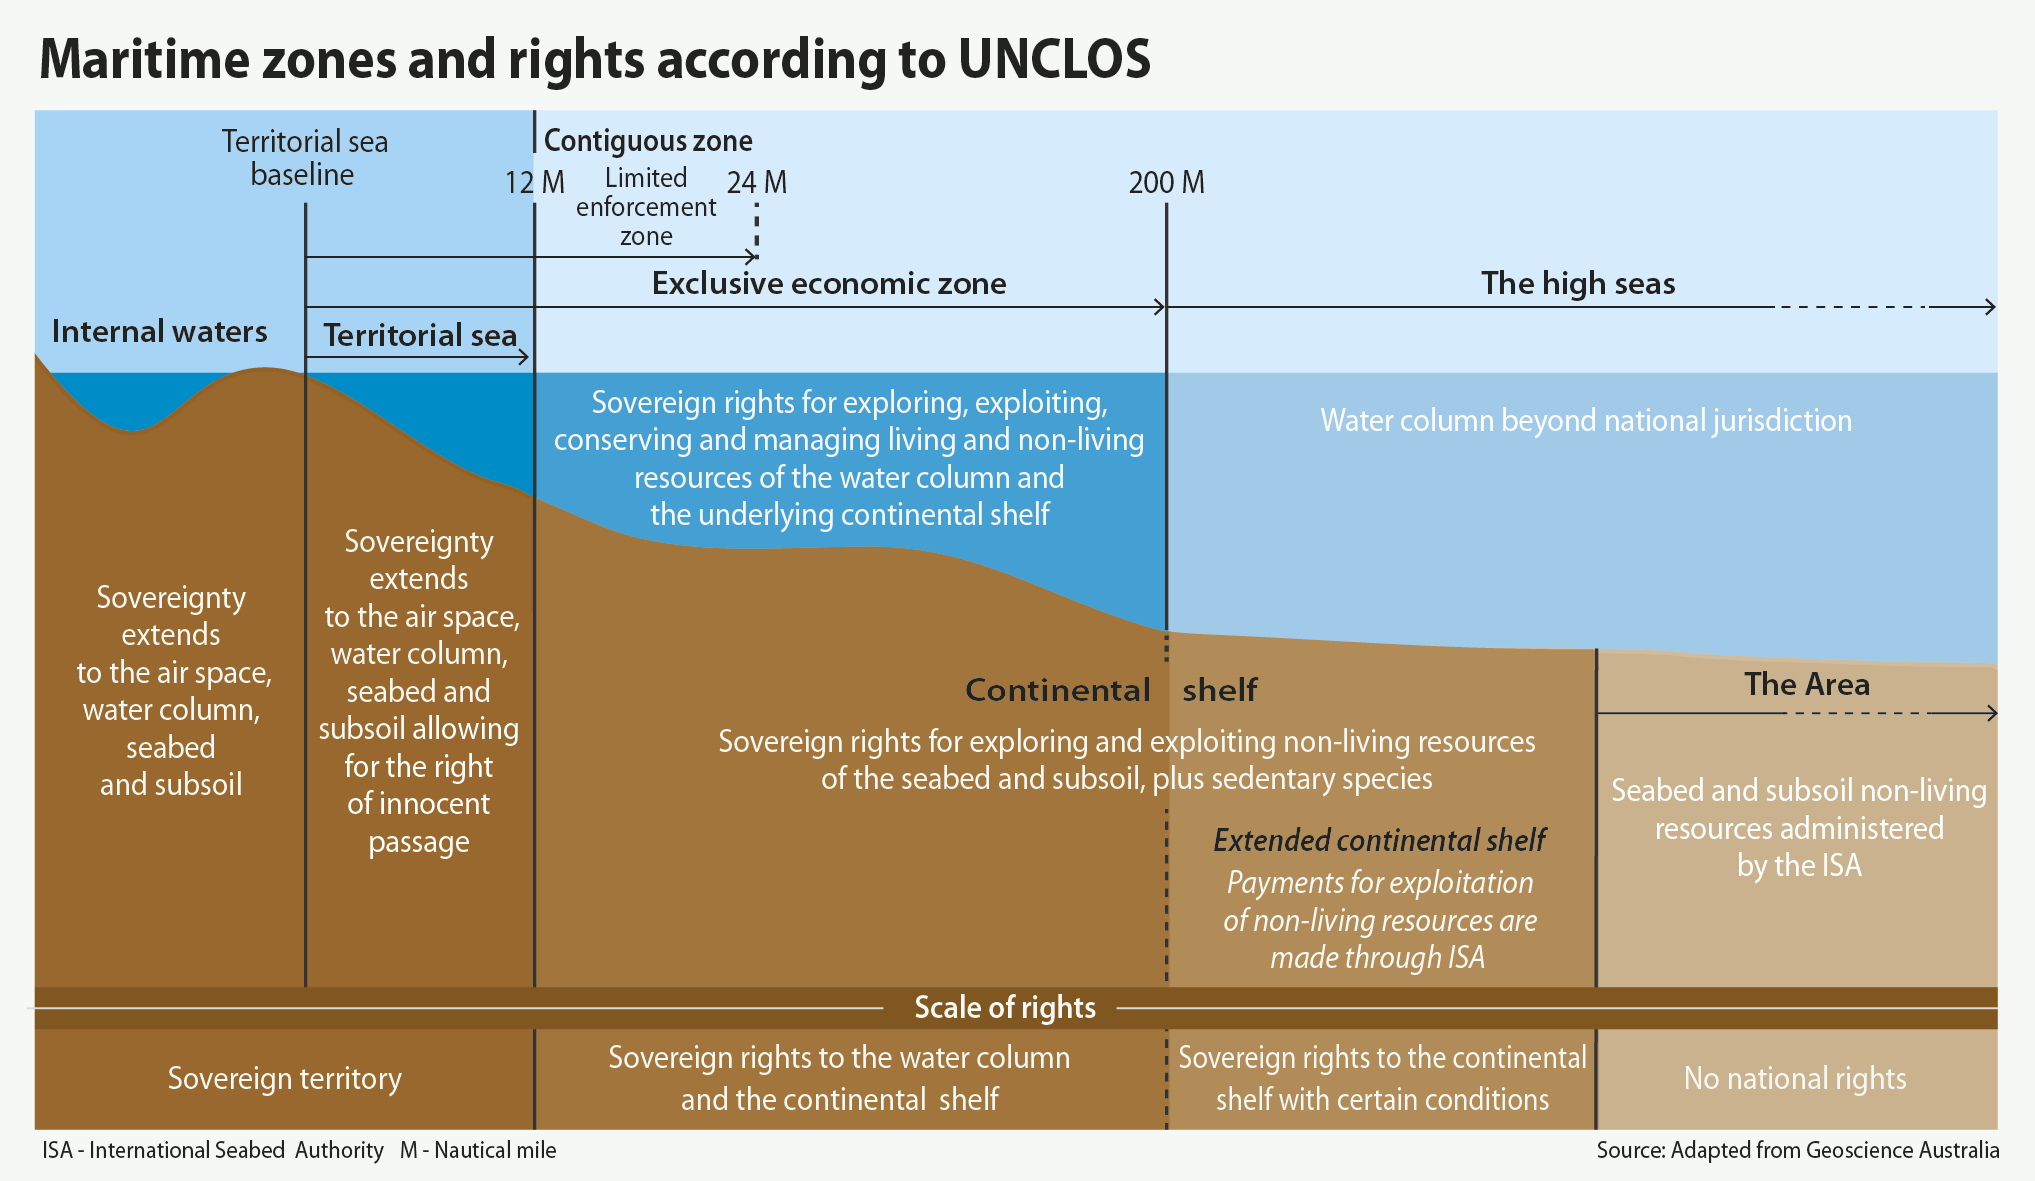 Maritime zones and rights according to UNCLOS
Territorial sea
baseline
Contiguous zone
12 M
Limited
enforcement
zone
24 M
200 M
Exclusive economic zone
The high seas
Internal waters
Territorial sea
Sovereign rights for exploring, exploiting,
conserving and managing living and non-living
resources of the water column and
the underlying continental shelf
Water column beyond national jurisdiction
Sovereignty
extends
to the air space,
water column,
seabed
and subsoil
Sovereignty
extends
to the air space,
water column,
seabed and
subsoil allowing
for the right
of innocent
passage
Continental shelf
Sovereign rights for exploring and exploiting non-living resources
of the seabed and subsoil, plus sedentary species
Extended continental shelf
Payments for exploitation
of non-living resources are
made through ISA
The Area
Seabed and subsoil non-living
resources administered
by the ISA
Scale of rights
Sovereign territory
Sovereign rights to the water column
and the continental shelf
Sovereign rights to the continental
shelf with certain conditions
No national rights
ISA - International Seabed Authority M - Nautical mile
Source: Adapted from Geoscience Australia